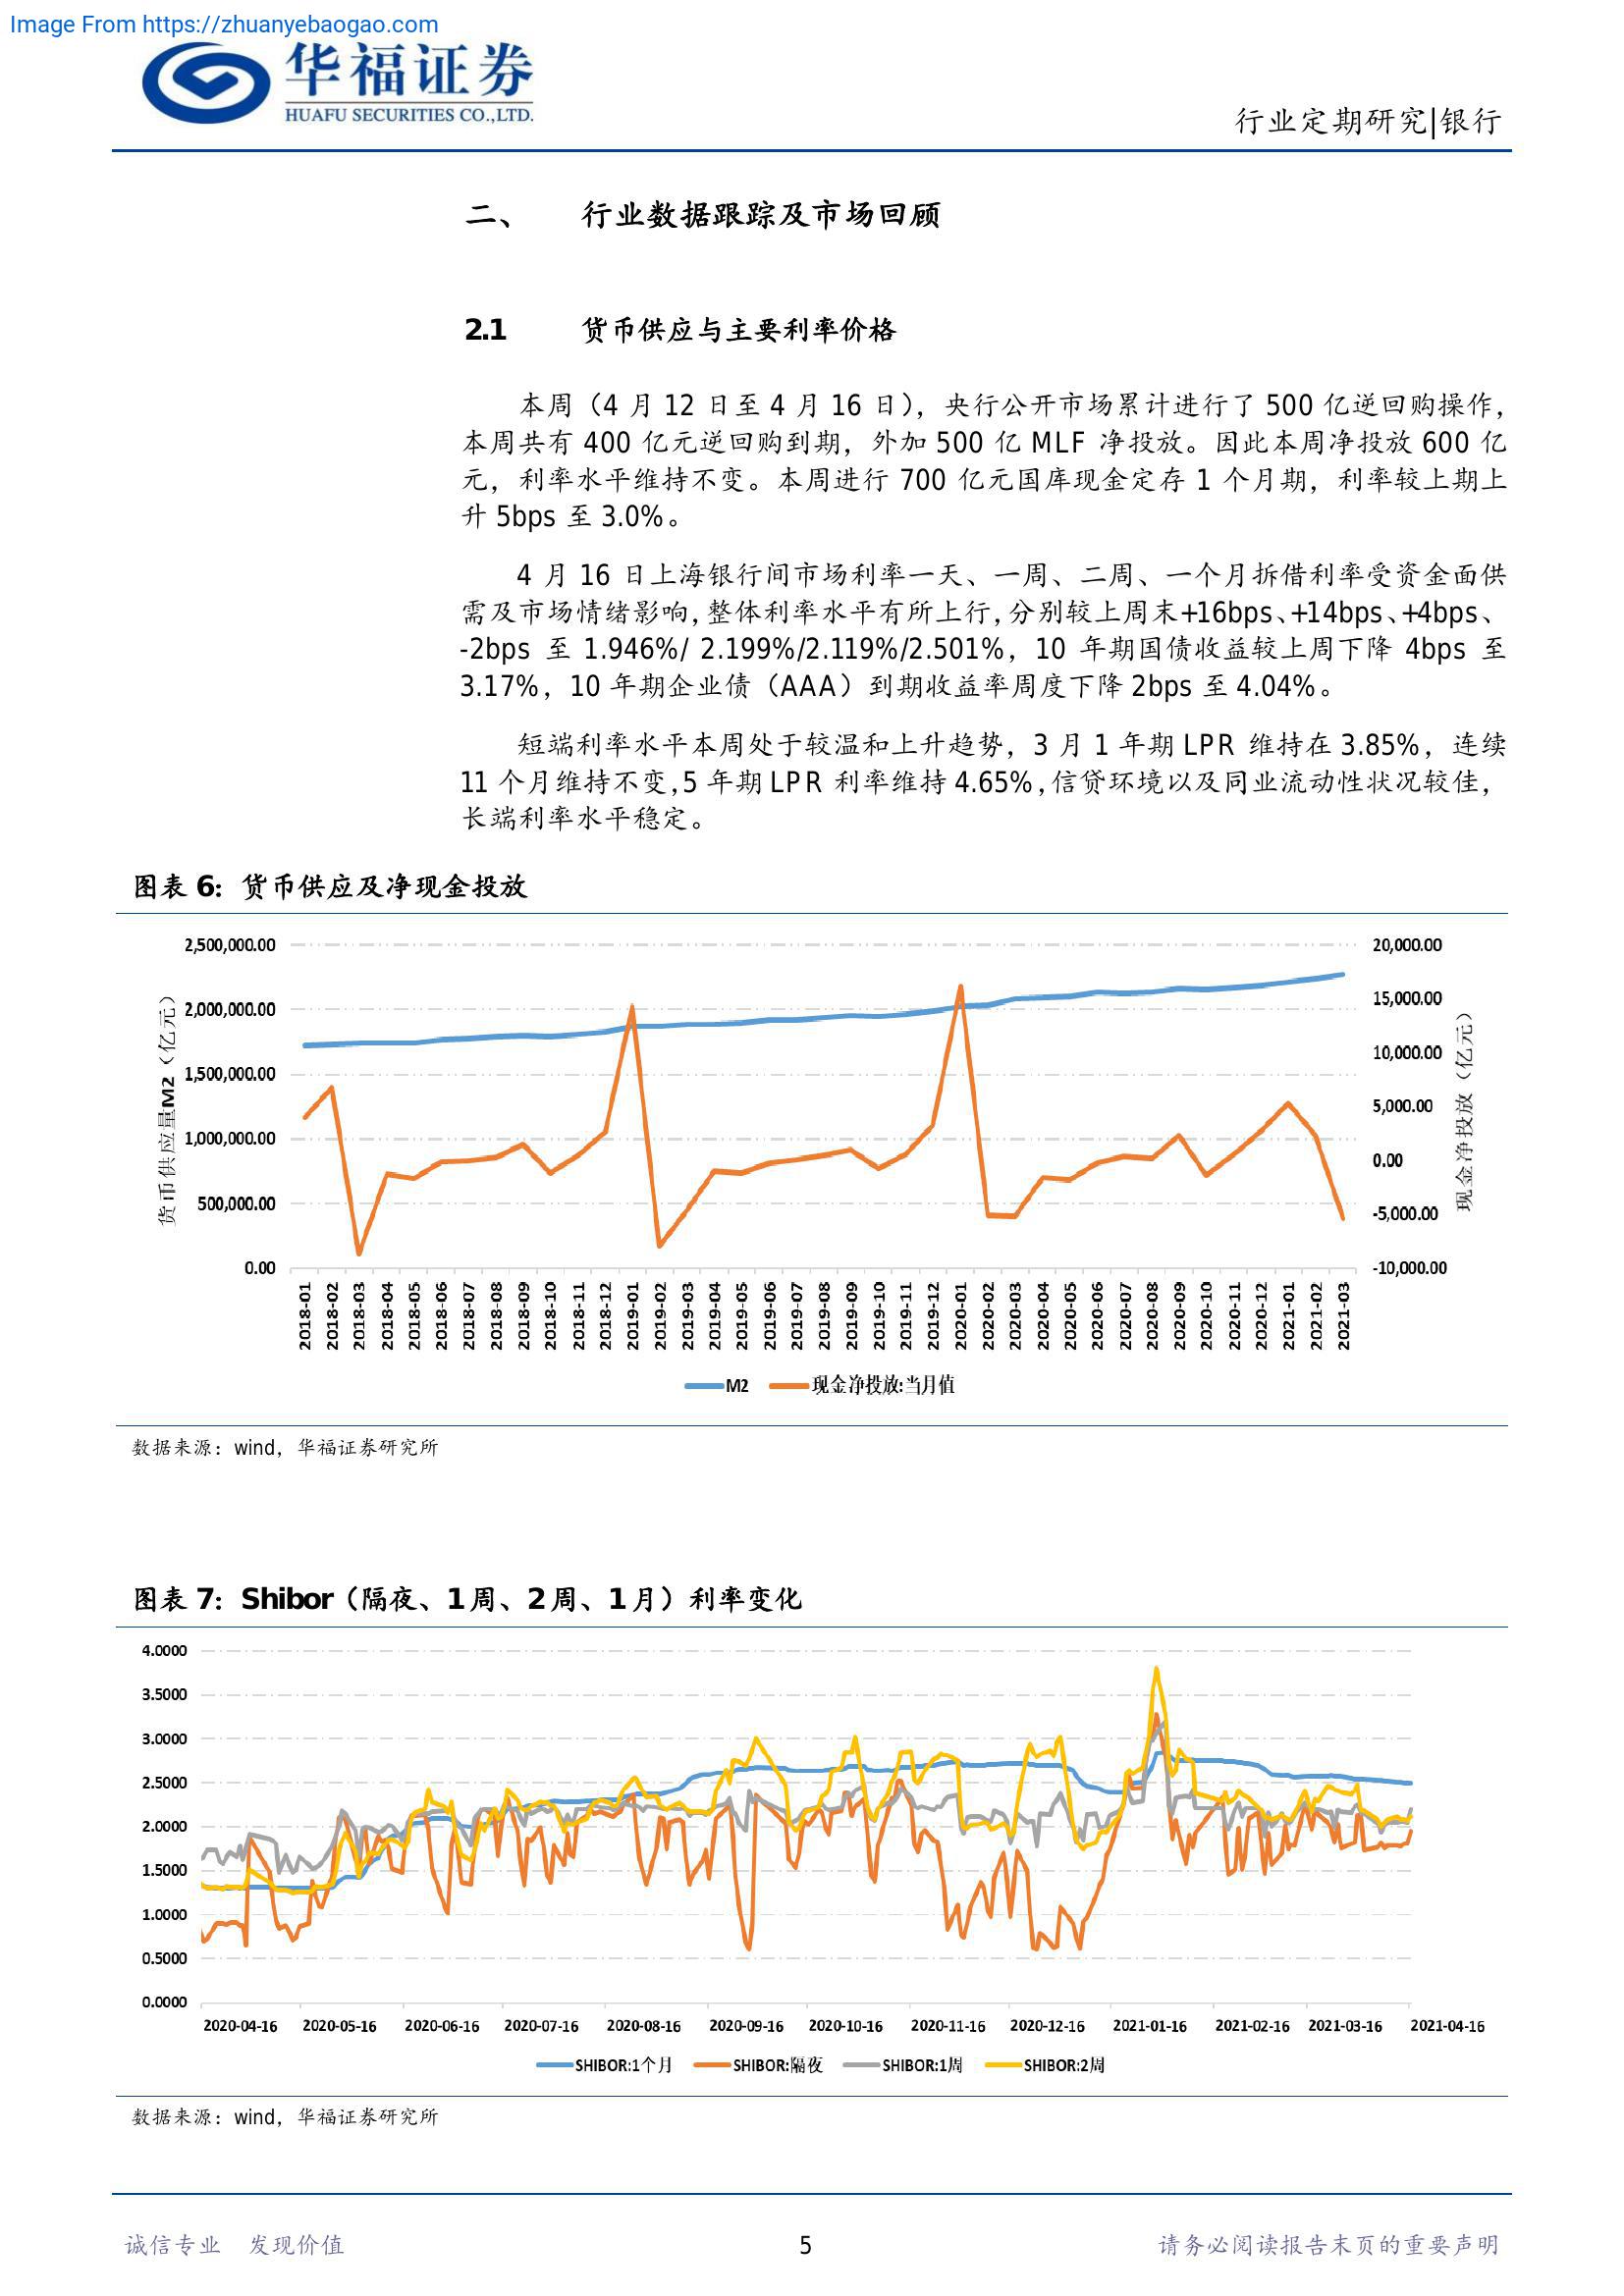 Image From https://zhuanyebaogao.com
华福证券
HUAFU SECURITIES CO.,LTD.
行业定期研究|银行
二、 行业数据跟踪及市场回顾
2.1 货币供应与主要利率价格
本周（4 月 12 日至 4 月 16 日），央行公开市场累计进行了 500 亿逆回购操作，
本周共有 400 亿元逆回购到期，外加 500 亿 MLF 净投放。因此本周净投放 600 亿
元，利率水平维持不变。本周进行 700 亿元国库现金定存 1 个月期，利率较上期上
升 5bps 至 3.0%。
4 月 16 日上海银行间市场利率一天、一周、二周、一个月拆借利率受资金面供
需及市场情绪影响，整体利率水平有所上行，分别较上周末+16bps、+14bps、+4bps、
-2bps 至 1.946%/ 2.199%/2.119%/2.501%，10 年期国债收益较上周下降 4bps 至
3.17%，10 年期企业债（AAA）到期收益率周度下降 2bps 至 4.04%。
短端利率水平本周处于较温和上升趋势，3 月 1 年期 LPR 维持在 3.85%，连续
11 个月维持不变，5 年期 LPR 利率维持 4.65%，信贷环境以及同业流动性状况较佳，
长端利率水平稳定。
图表 6：货币供应及净现金投放
货币供应量M2（亿元）
2,500,000.00
2,000,000.00
1,500,000.00
1,000,000.00
500,000.00
0.00
20,000.00
15,000.00
10,000.00
5,000.00
0.00
-5,000.00
-10,000.00
现金净投放（亿元）
2018-01
2018-02
2018-03
2018-04
2018-05
2018-06
2018-07
2018-08
2018-09
2018-10
2018-11
2018-12
2019-01
2019-02
2019-03
2019-04
2019-05
2019-06
2019-07
2019-08
2019-09
2019-10
2019-11
2019-12
2020-01
2020-02
2020-03
2020-04
2020-05
2020-06
2020-07
2020-08
2020-09
2020-10
2020-11
2020-12
2021-01
2021-02
2021-03
M2 现金净投放:当月值
数据来源：wind，华福证券研究所
图表 7：Shibor（隔夜、1 周、2 周、1 月）利率变化
4.0000
3.5000
3.0000
2.5000
2.0000
1.5000
1.0000
0.5000
0.0000
2020-04-16 2020-05-16 2020-06-16 2020-07-16 2020-08-16 2020-09-16 2020-10-16 2020-11-16 2020-12-16 2021-01-16 2021-02-16 2021-03-16 2021-04-16
SHIBOR:1个月 SHIBOR:隔夜 SHIBOR:1周 SHIBOR:2周
数据来源：wind，华福证券研究所
诚信专业 发现价值 5 请务必阅读报告末页的重要声明